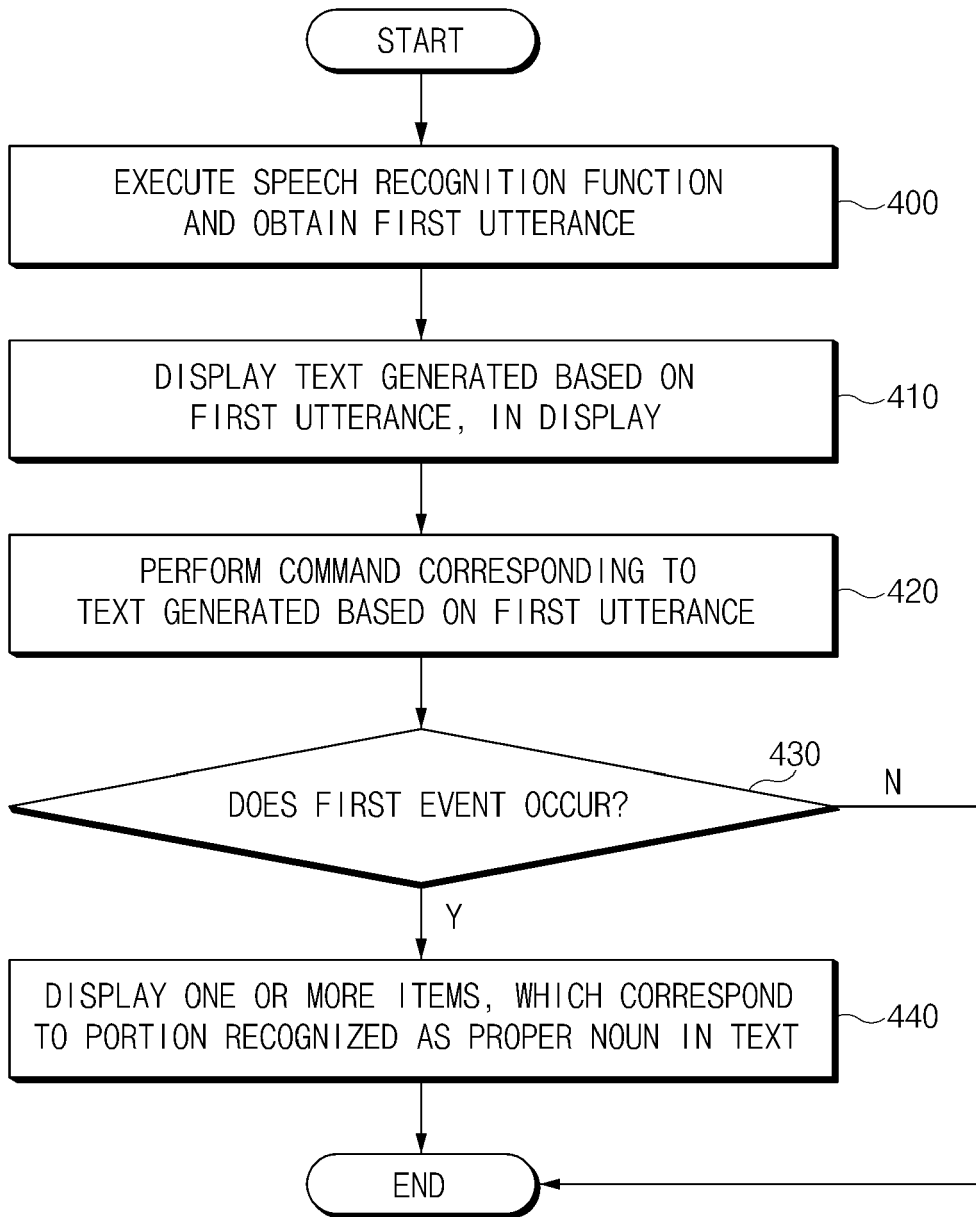 START
EXECUTE SPEECH RECOGNITION FUNCTION
AND OBTAIN FIRST UTTERANCE
400
DISPLAY TEXT GENERATED BASED ON
FIRST UTTERANCE, IN DISPLAY
410
PERFORM COMMAND CORRESPONDING TO
TEXT GENERATED BASED ON FIRST UTTERANCE
420
430
N
DOES FIRST EVENT OCCUR?
Y
DISPLAY ONE OR MORE ITEMS, WHICH CORRESPOND
TO PORTION RECOGNIZED AS PROPER NOUN IN TEXT
440
END